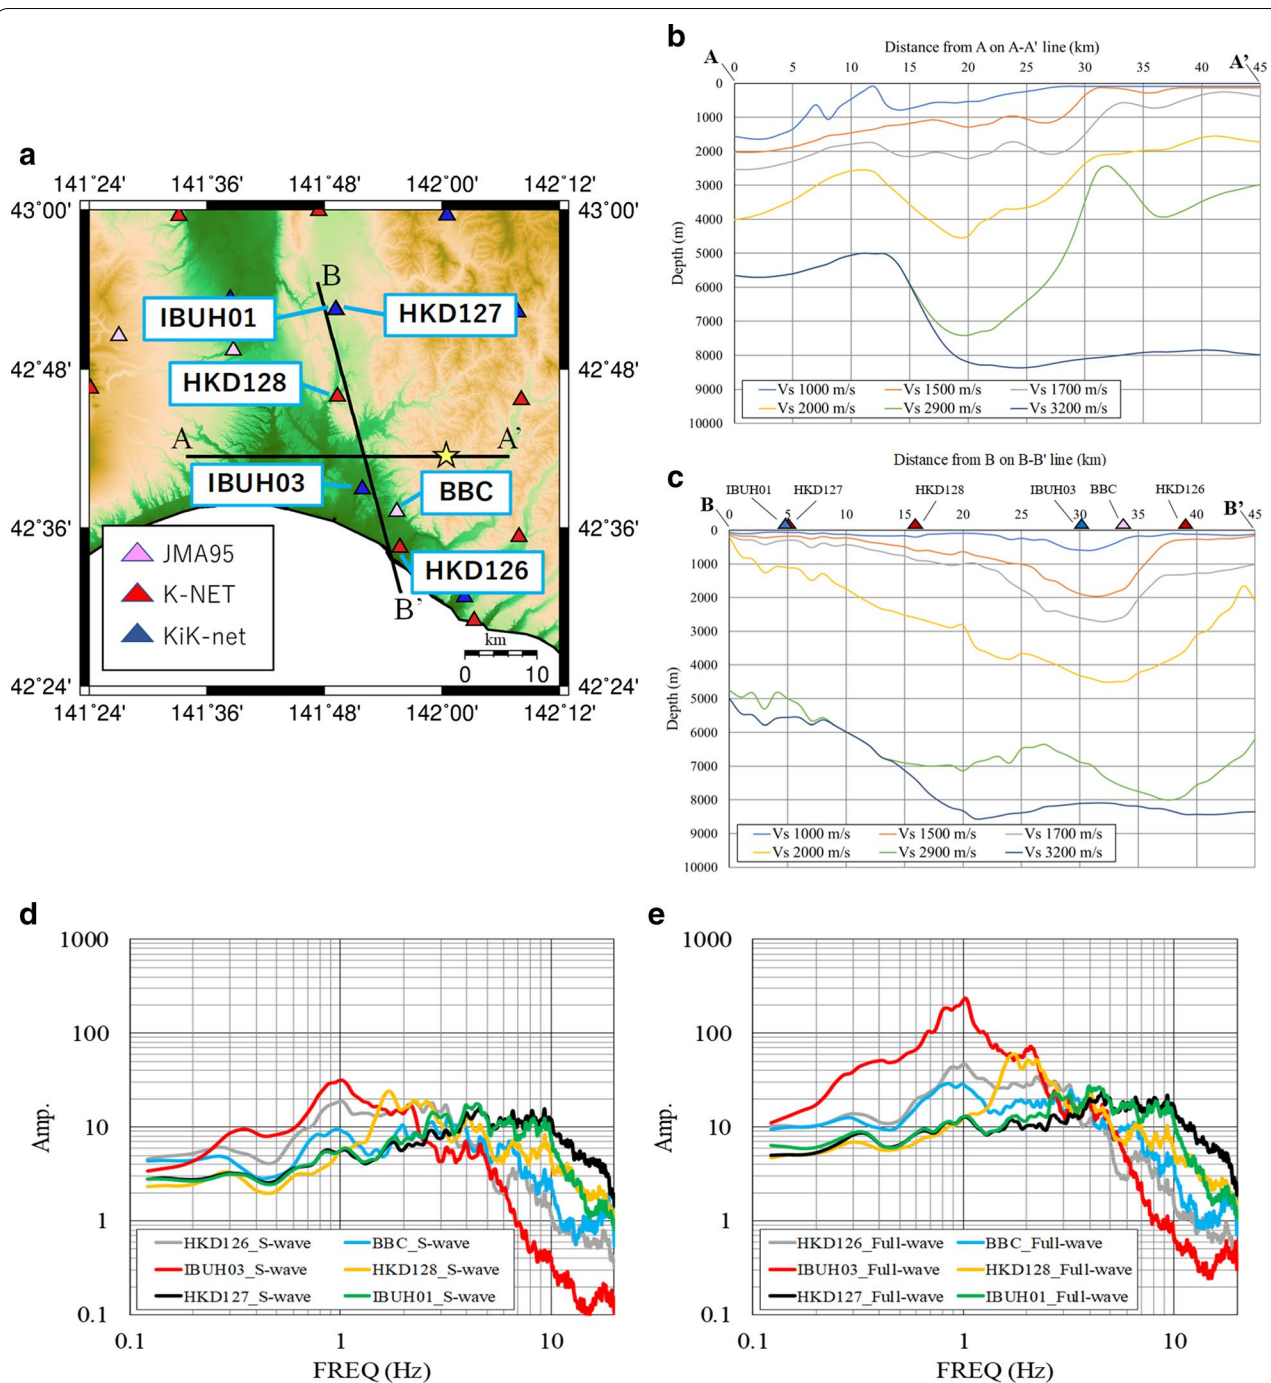 a
141°24' 141°36' 141°48' 142°00' 142°12'
43°00' 43°00'
B
IBUH01 HKD127
42°48' 42°48'
HKD128
A A'
IBUH03 BBC
42°36' 42°36'
HKD126
B'
JMA95
K-NET
KiK-net
km
0 10
42°24' 42°24'
141°24' 141°36' 141°48' 142°00' 142°12'
b
Distance from A on A-A' line (km)
A A'
0 5 10 15 20 25 30 35 40 45
0
1000
2000
3000
4000
5000
6000
7000
8000
9000
10000
Depth (m)
Vs 1000 m/s Vs 1500 m/s Vs 1700 m/s
Vs 2000 m/s Vs 2900 m/s Vs 3200 m/s
c
Distance from B on B-B' line (km)
IBUH01 HKD127 HKD128 IBUH03 BBC HKD126
B B'
0 5 10 15 20 25 30 35 40 45
0
1000
2000
3000
4000
5000
6000
7000
8000
9000
10000
Depth (m)
Vs 1000 m/s Vs 1500 m/s Vs 1700 m/s
Vs 2000 m/s Vs 2900 m/s Vs 3200 m/s
d
1000
100
10
1
0.1
Amp.
HKD126_S-wave BBC_S-wave
IBUH03_S-wave HKD128_S-wave
HKD127_S-wave IBUH01_S-wave
0.1 1 10
FREQ (Hz)
e
1000
100
10
1
0.1
Amp.
HKD126_Full-wave BBC_Full-wave
IBUH03_Full-wave HKD128_Full-wave
HKD127_Full-wave IBUH01_Full-wave
0.1 1 10
FREQ (Hz)